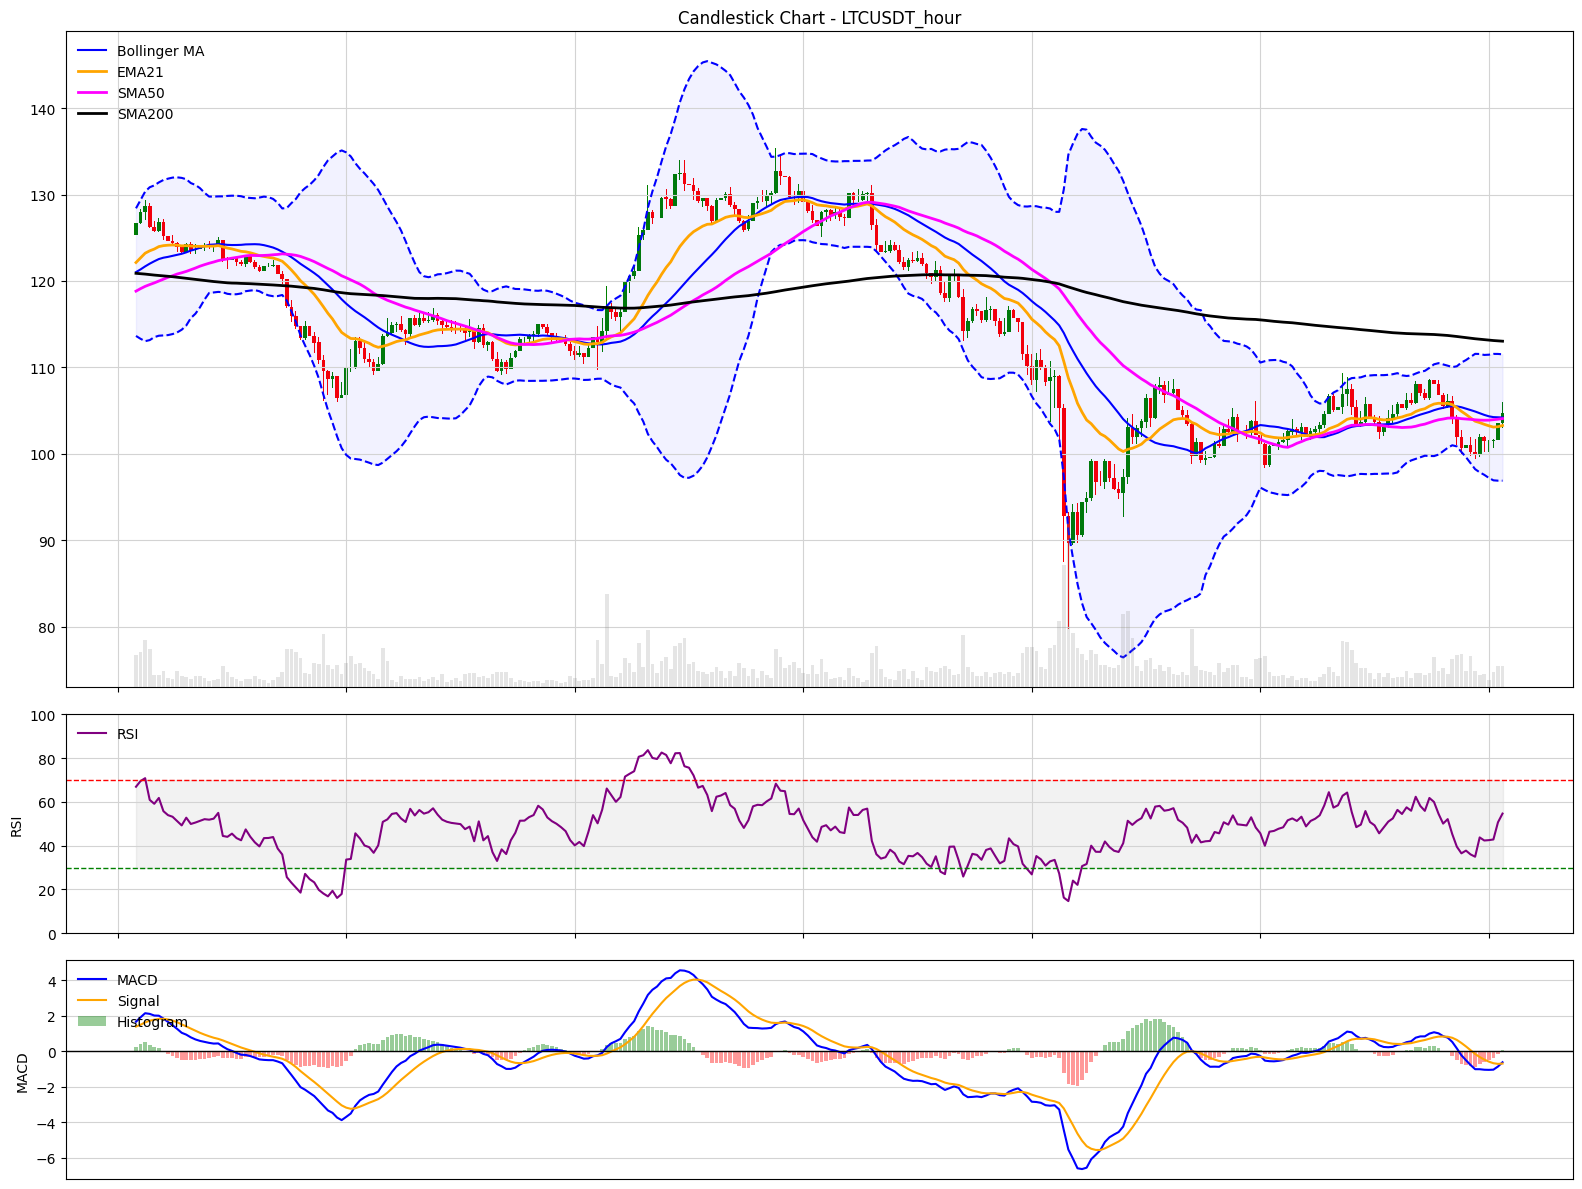 Candlestick Chart - LTCUSDT_hour
Bollinger MA
EMA21
SMA50
SMA200
140
130
120
110
100
90
80
100
80
60
40
20
0
RSI
RSI
4
2
0
−2
−4
−6
MACD
MACD
Signal
Histogram